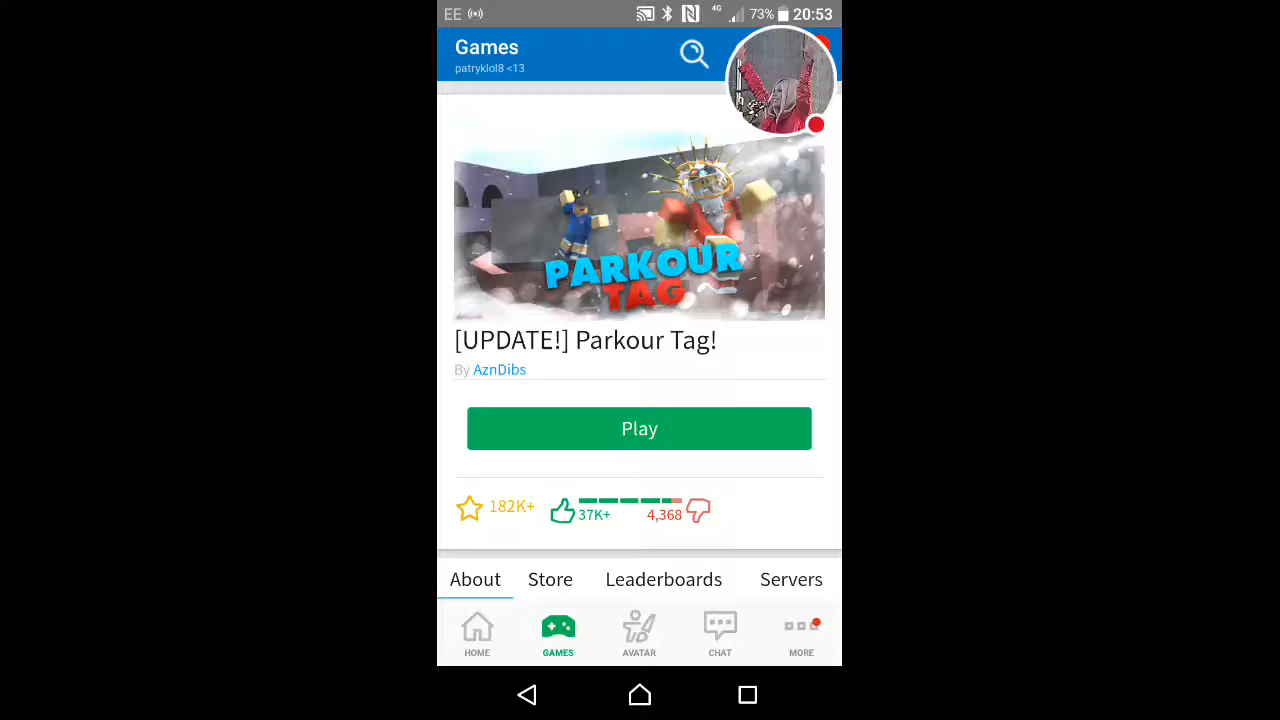 EE 4G 73% 20:53
Games
patryklol8 <13
PARKOUR
TAG
[UPDATE!] Parkour Tag!
By AznDibs
Play
182K+ 37K+ 4,368
About Store Leaderboards Servers
HOME GAMES AVATAR CHAT MORE